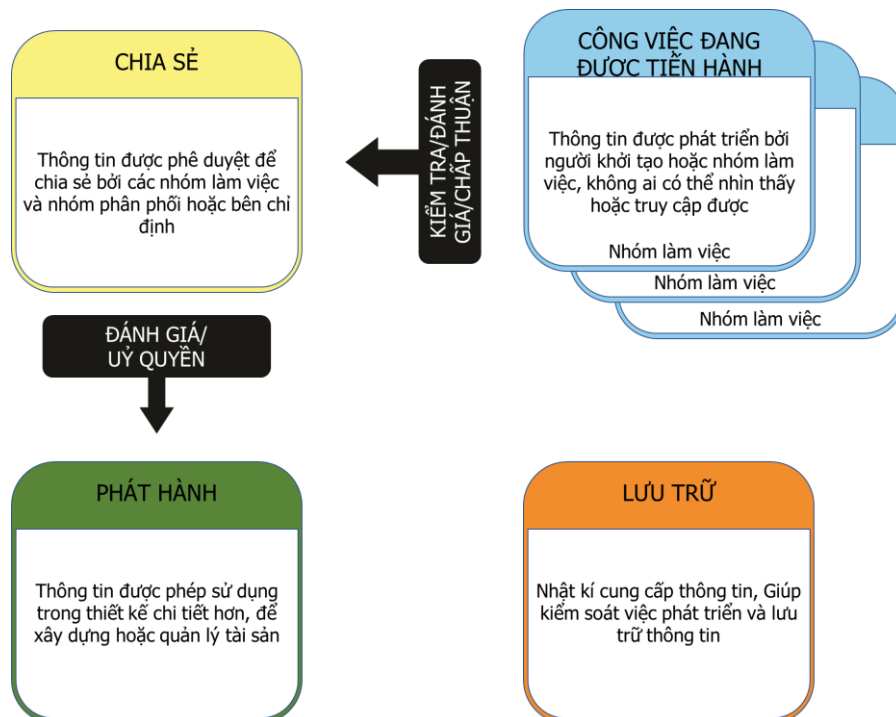 CHIA SẺ
Thông tin được phê duyệt để
chia sẻ bởi các nhóm làm việc
và nhóm phân phối hoặc bên chỉ
định
KIỂM TRA/ĐÁNH
GIÁ/CHẤP THUẬN
CÔNG VIỆC ĐANG
ĐƯỢC TIẾN HÀNH
Thông tin được phát triển bởi
người khởi tạo hoặc nhóm làm
việc, không ai có thể nhìn thấy
hoặc truy cập được
Nhóm làm việc
Nhóm làm việc
Nhóm làm việc
ĐÁNH GIÁ/
UỶ QUYỀN
PHÁT HÀNH
Thông tin được phép sử dụng
trong thiết kế chi tiết hơn, để
xây dựng hoặc quản lý tài sản
LƯU TRỮ
Nhật kí cung cấp thông tin, Giúp
kiểm soát việc phát triển và lưu
trữ thông tin